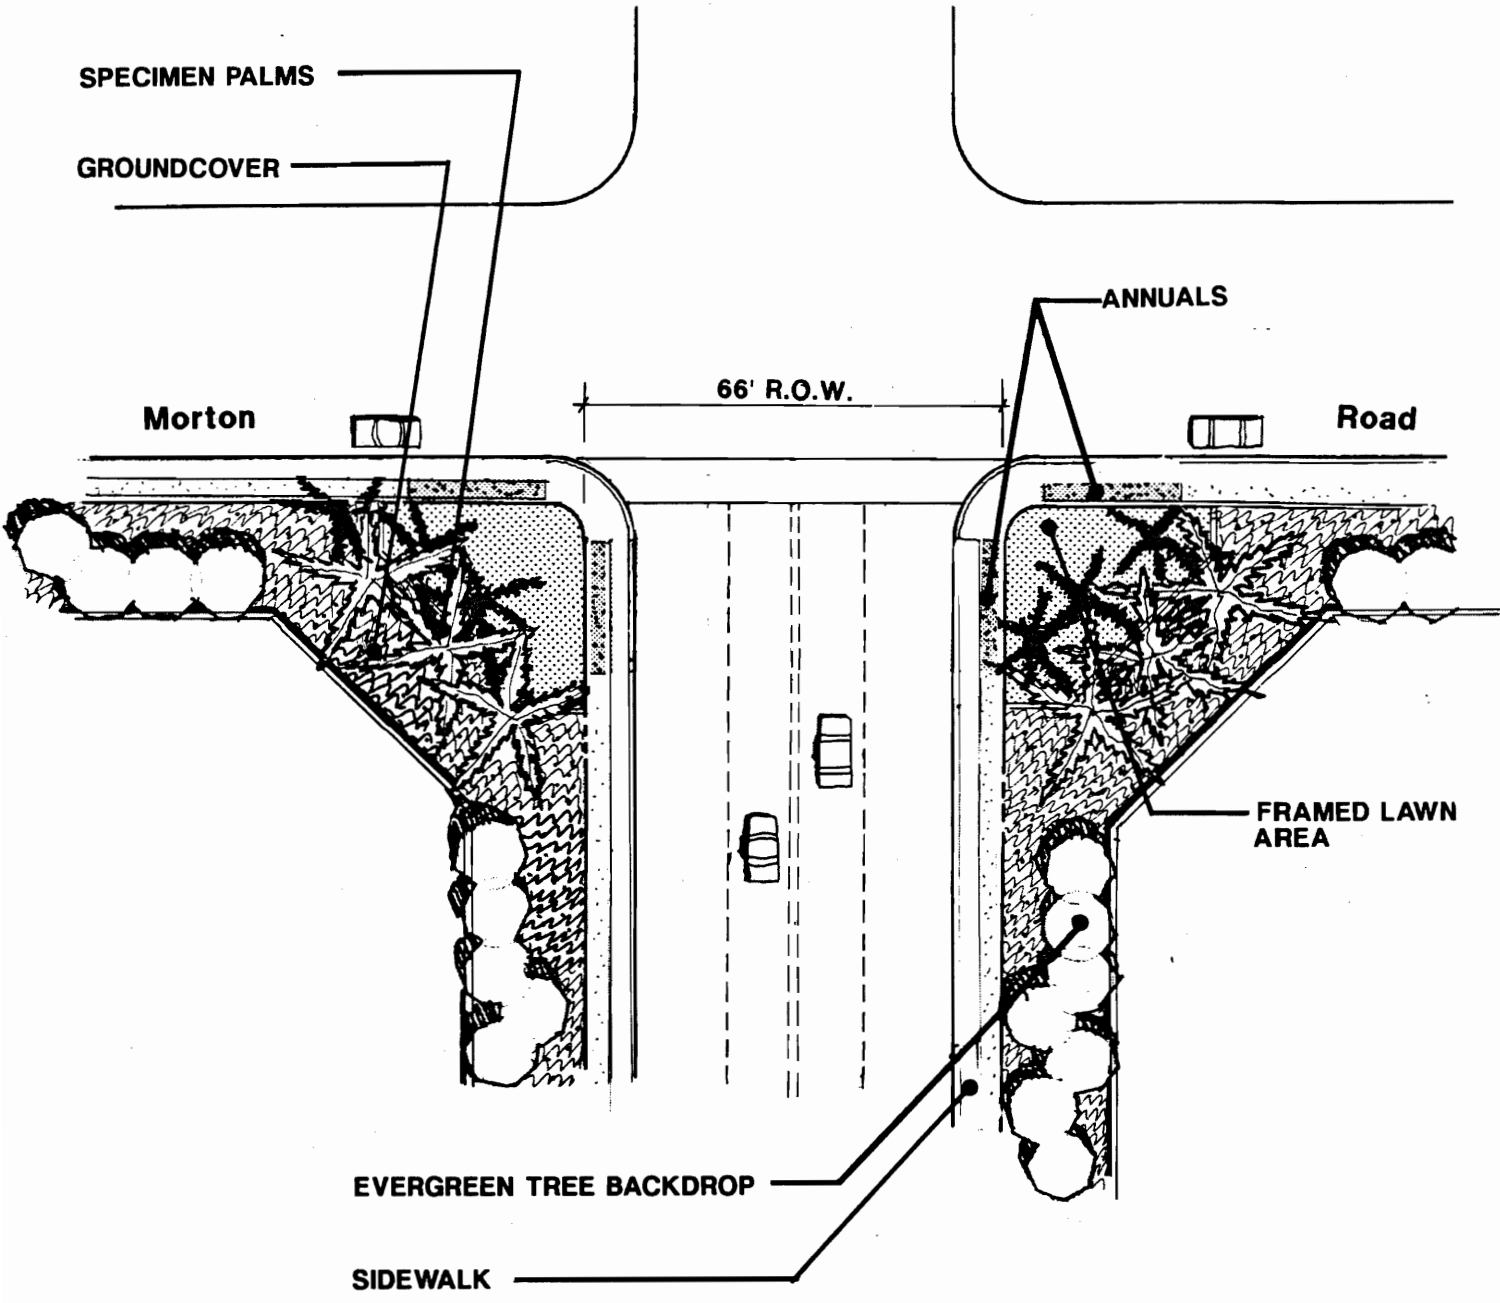 SPECIMEN PALMS
GROUNDCOVER
ANNUALS
66' R.O.W.
Morton
Road
FRAMED LAWN
AREA
EVERGREEN TREE BACKDROP
SIDEWALK